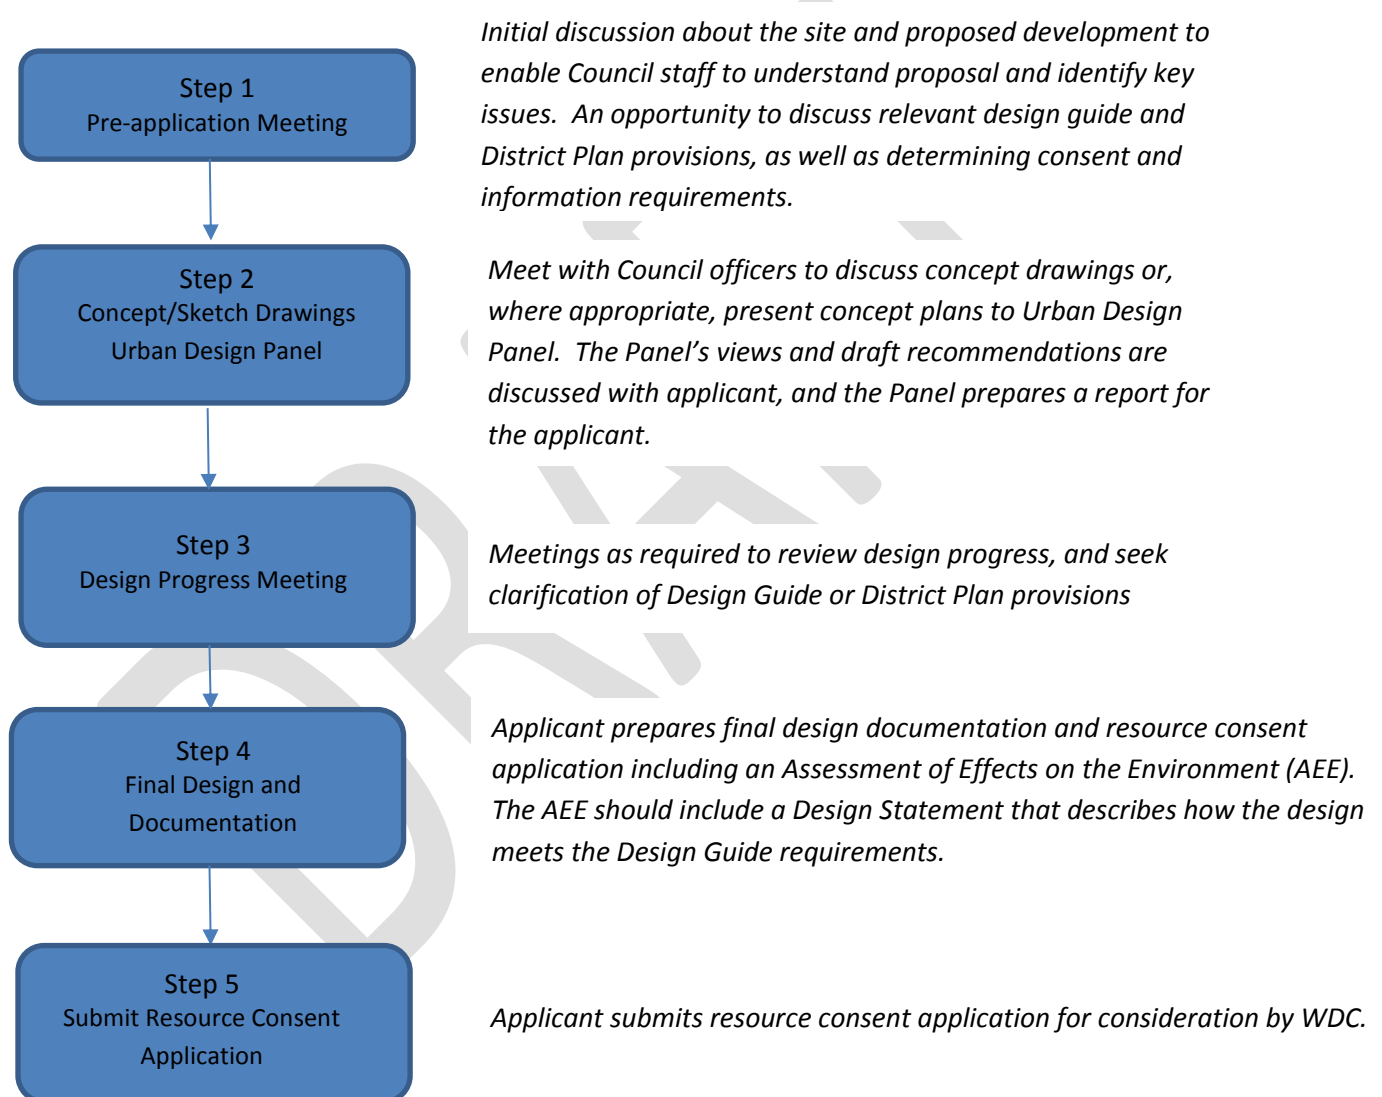 Step 1
Pre-application Meeting
Initial discussion about the site and proposed development to
enable Council staff to understand proposal and identify key
issues.  An opportunity to discuss relevant design guide and
District Plan provisions, as well as determining consent and
information requirements.
Step 2
Concept/Sketch Drawings
Urban Design Panel
Meet with Council officers to discuss concept drawings or,
where appropriate, present concept plans to Urban Design
Panel.  The Panel’s views and draft recommendations are
discussed with applicant, and the Panel prepares a report for
the applicant.
Step 3
Design Progress Meeting
Meetings as required to review design progress, and seek
clarification of Design Guide or District Plan provisions
Step 4
Final Design and
Documentation
Applicant prepares final design documentation and resource consent
application including an Assessment of Effects on the Environment (AEE).
The AEE should include a Design Statement that describes how the design
meets the Design Guide requirements.
Step 5
Submit Resource Consent
Application
Applicant submits resource consent application for consideration by WDC.